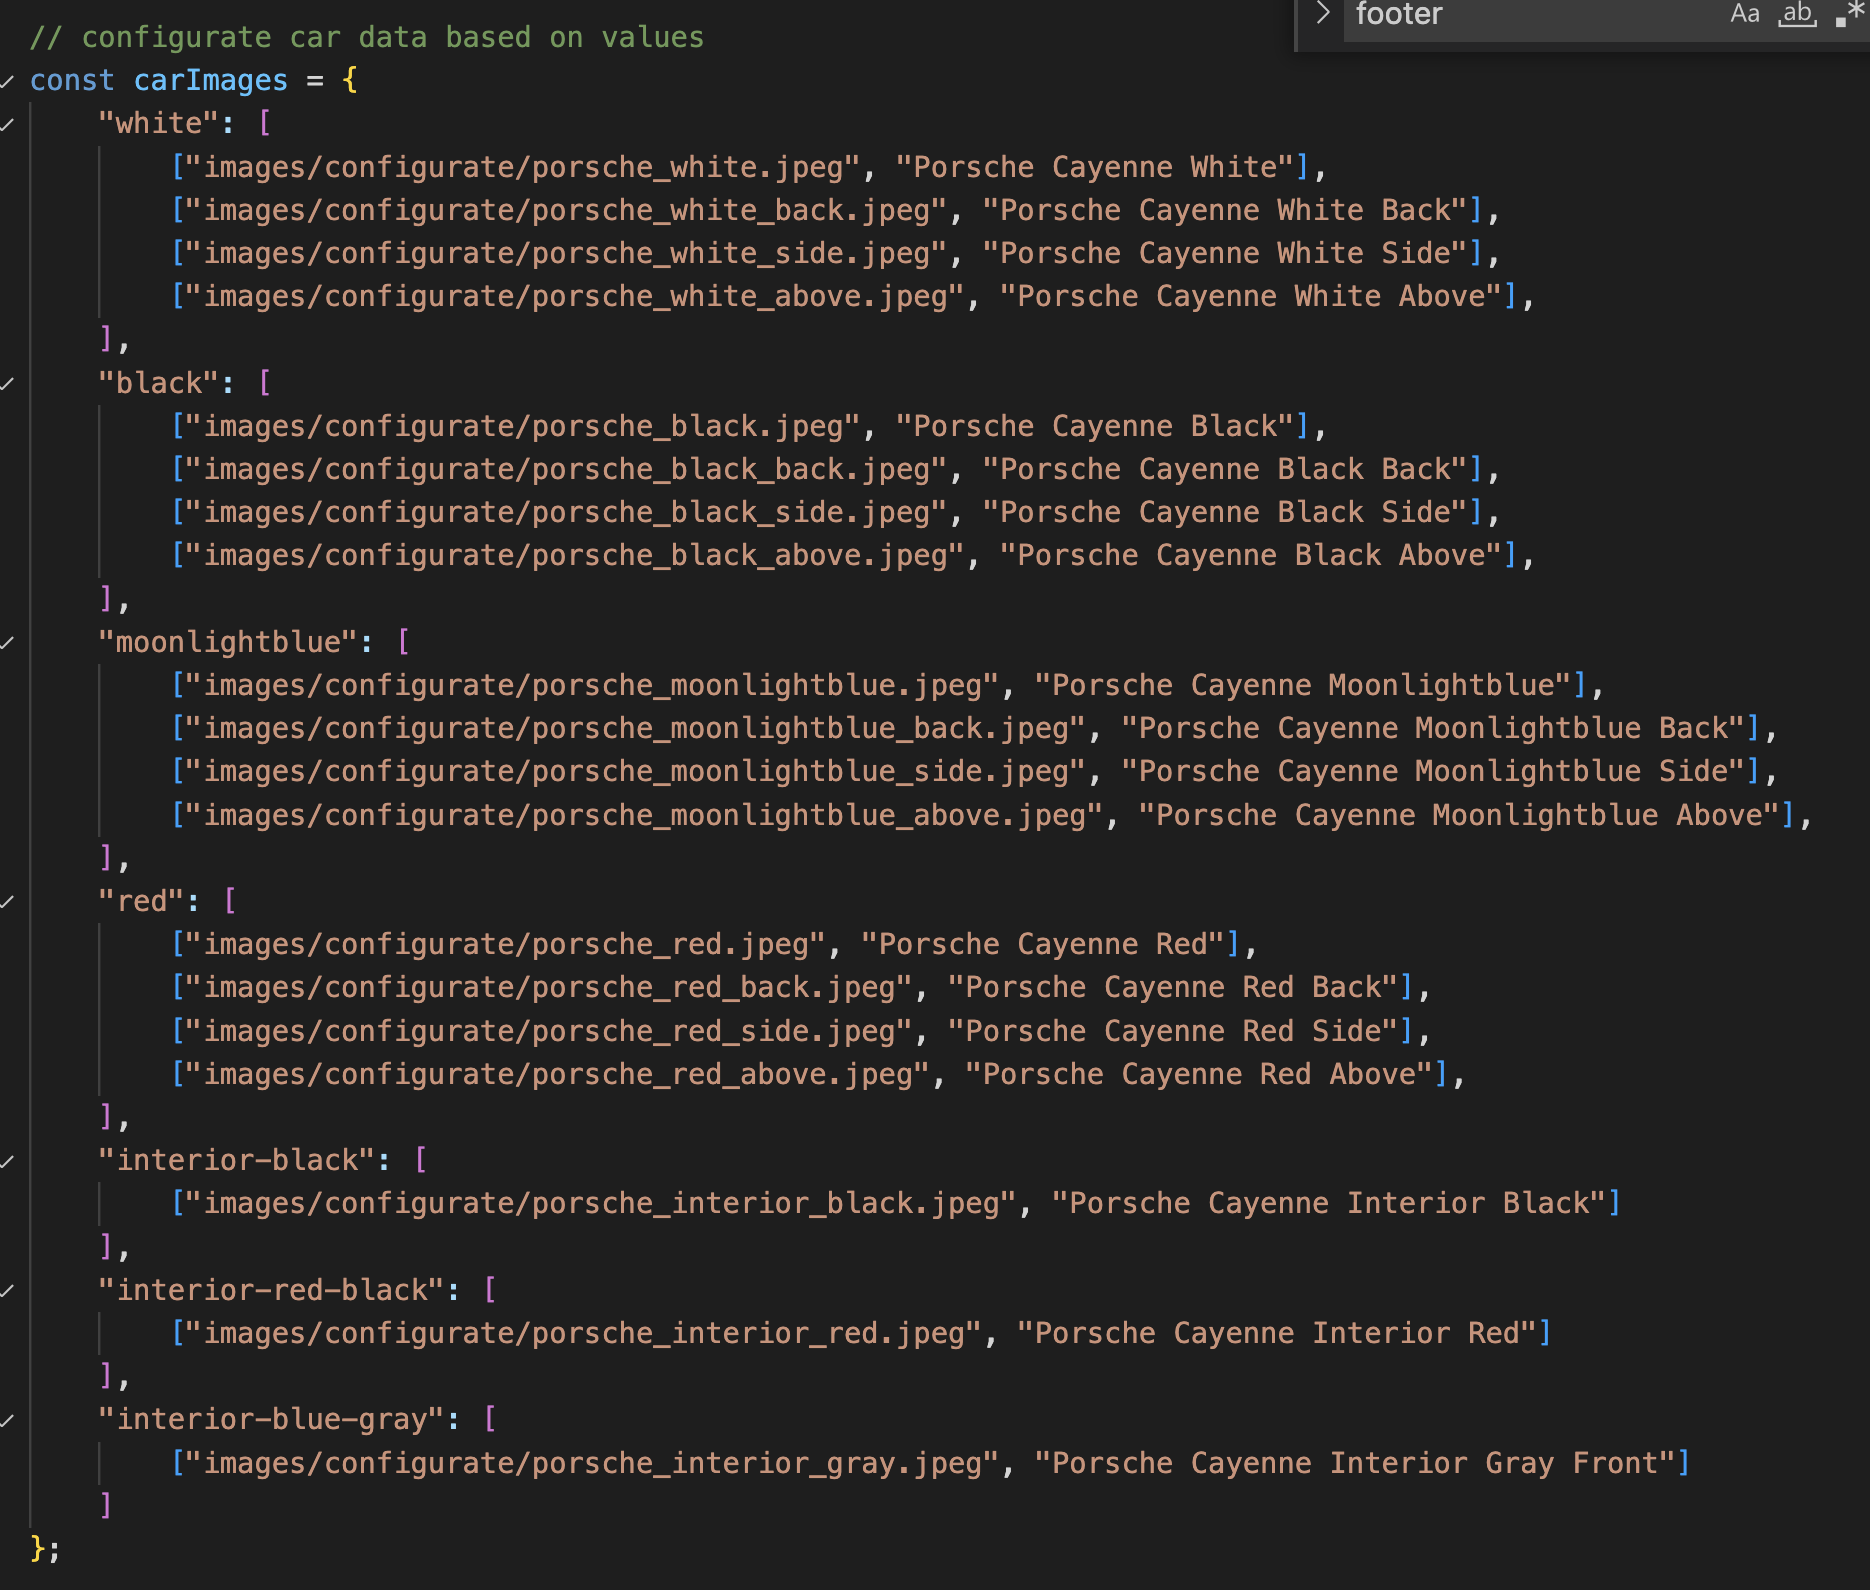 footer Aa ab .*
// configurate car data based on values
const carImages = {
"white": [
["images/configurate/porsche_white.jpeg", "Porsche Cayenne White"],
["images/configurate/porsche_white_back.jpeg", "Porsche Cayenne White Back"],
["images/configurate/porsche_white_side.jpeg", "Porsche Cayenne White Side"],
["images/configurate/porsche_white_above.jpeg", "Porsche Cayenne White Above"],
],
"black": [
["images/configurate/porsche_black.jpeg", "Porsche Cayenne Black"],
["images/configurate/porsche_black_back.jpeg", "Porsche Cayenne Black Back"],
["images/configurate/porsche_black_side.jpeg", "Porsche Cayenne Black Side"],
["images/configurate/porsche_black_above.jpeg", "Porsche Cayenne Black Above"],
],
"moonlightblue": [
["images/configurate/porsche_moonlightblue.jpeg", "Porsche Cayenne Moonlightblue"],
["images/configurate/porsche_moonlightblue_back.jpeg", "Porsche Cayenne Moonlightblue Back"],
["images/configurate/porsche_moonlightblue_side.jpeg", "Porsche Cayenne Moonlightblue Side"],
["images/configurate/porsche_moonlightblue_above.jpeg", "Porsche Cayenne Moonlightblue Above"],
],
"red": [
["images/configurate/porsche_red.jpeg", "Porsche Cayenne Red"],
["images/configurate/porsche_red_back.jpeg", "Porsche Cayenne Red Back"],
["images/configurate/porsche_red_side.jpeg", "Porsche Cayenne Red Side"],
["images/configurate/porsche_red_above.jpeg", "Porsche Cayenne Red Above"],
],
"interior-black": [
["images/configurate/porsche_interior_black.jpeg", "Porsche Cayenne Interior Black"]
],
"interior-red-black": [
["images/configurate/porsche_interior_red.jpeg", "Porsche Cayenne Interior Red"]
],
"interior-blue-gray": [
["images/configurate/porsche_interior_gray.jpeg", "Porsche Cayenne Interior Gray Front"]
]
};